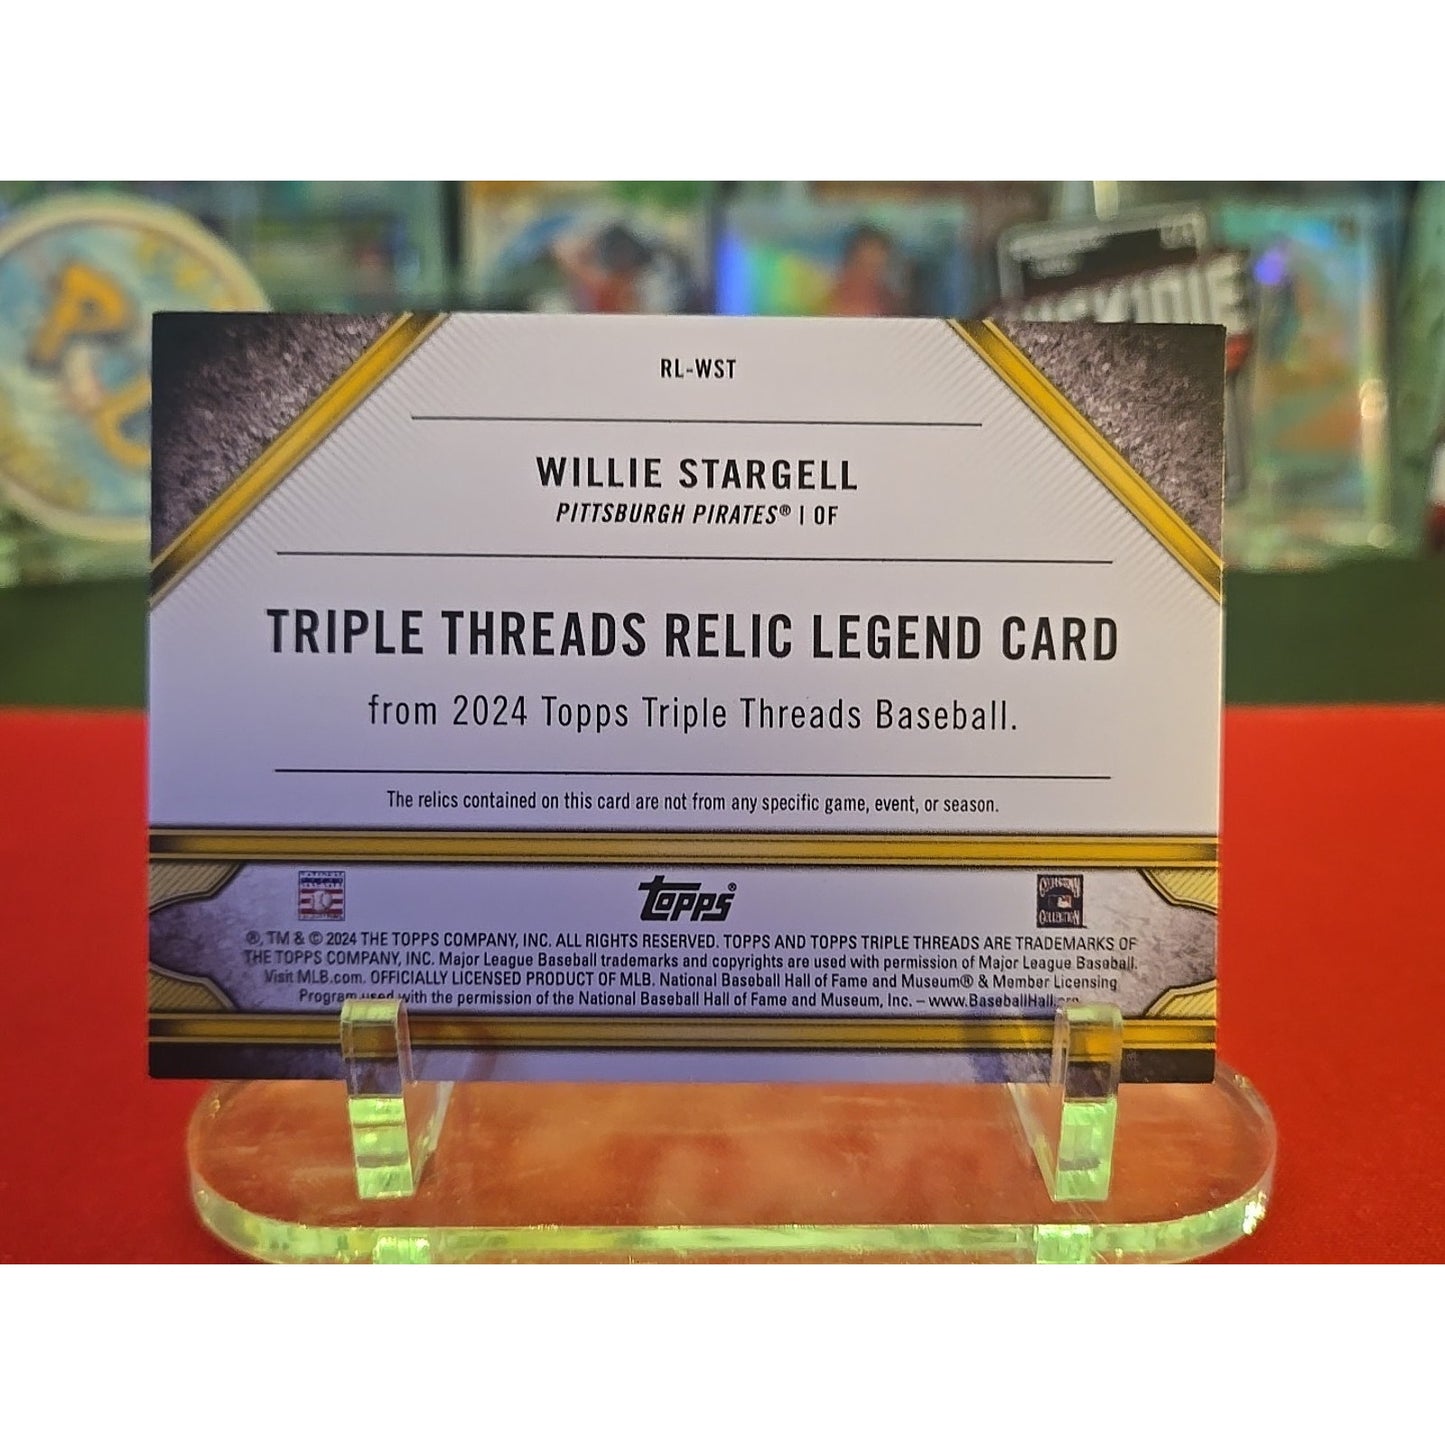 RL-WST
WILLIE STARGELL
PITTSBURGH PIRATES® | OF
TRIPLE THREADS RELIC LEGEND CARD
from 2024 Topps Triple Threads Baseball.
The relics contained on this card are not from any specific game, event, or season.
Topps®
COLLECTION
®, TM & © 2024 THE TOPPS COMPANY, INC. ALL RIGHTS RESERVED. TOPPS AND TOPPS TRIPLE THREADS ARE TRADEMARKS OF
THE TOPPS COMPANY, INC. Major League Baseball trademarks and copyrights are used with permission of Major League Baseball.
Visit MLB.com. OFFICIALLY LICENSED PRODUCT OF MLB. National Baseball Hall of Fame and Museum® & Member Licensing
Program used with the permission of the National Baseball Hall of Fame and Museum, Inc. – www.BaseballHall.org